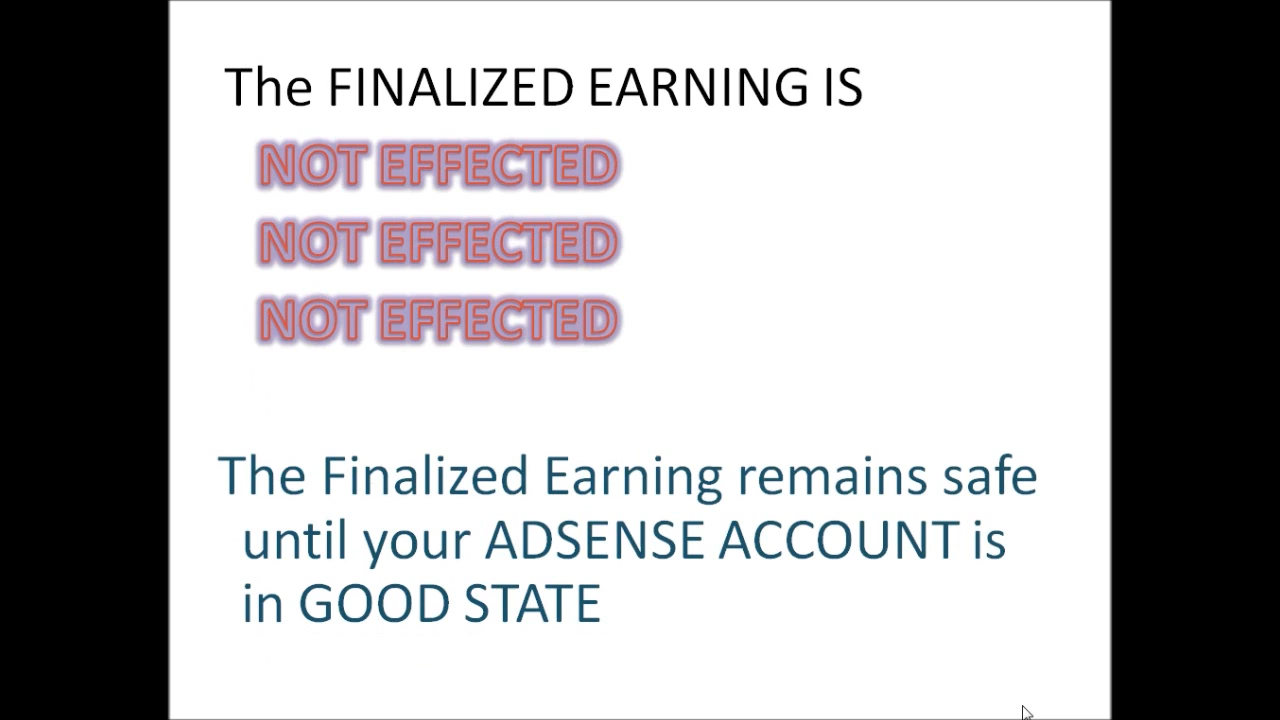 The FINALIZED EARNING IS
NOT EFFECTED
NOT EFFECTED
NOT EFFECTED
The Finalized Earning remains safe
until your ADSENSE ACCOUNT is
in GOOD STATE